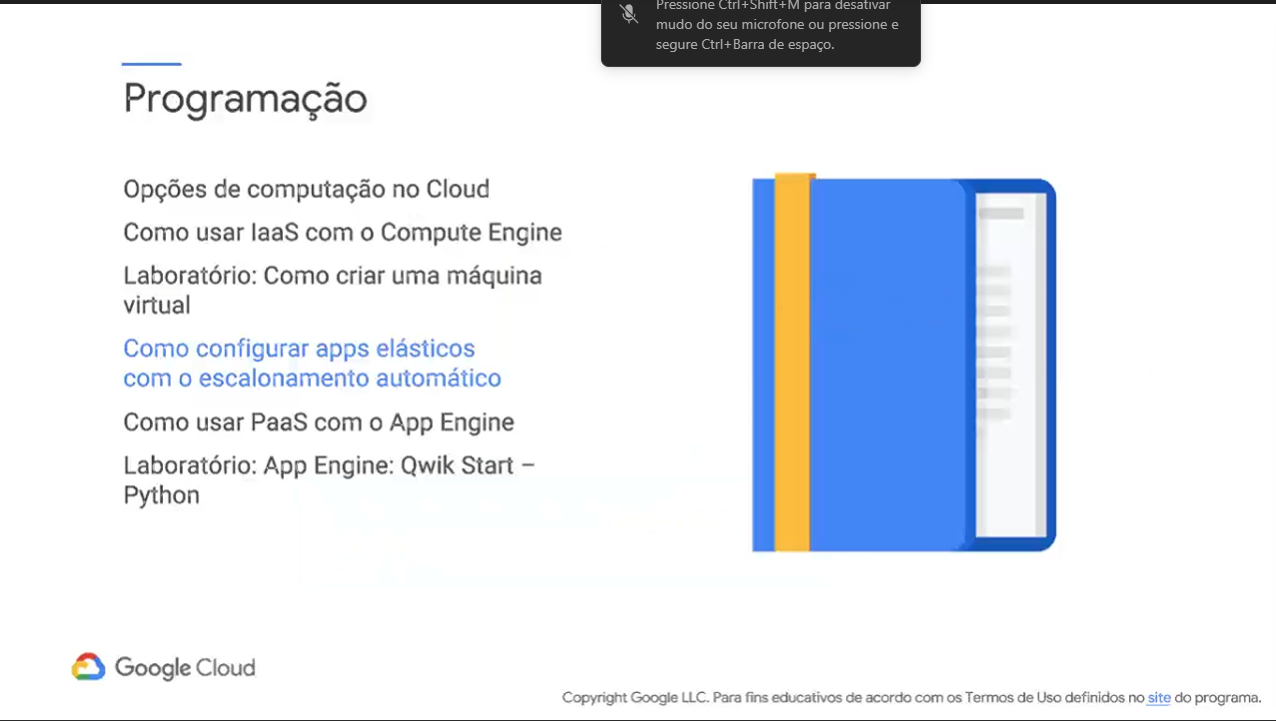 Pressione Ctrl+Shift+M para desativar
mudo do seu microfone ou pressione e
segure Ctrl+Barra de espaço.
Programação
Opções de computação no Cloud
Como usar IaaS com o Compute Engine
Laboratório: Como criar uma máquina
virtual
Como configurar apps elásticos
com o escalonamento automático
Como usar PaaS com o App Engine
Laboratório: App Engine: Qwik Start –
Python
Google Cloud
Copyright Google LLC. Para fins educativos de acordo com os Termos de Uso definidos no site do programa.